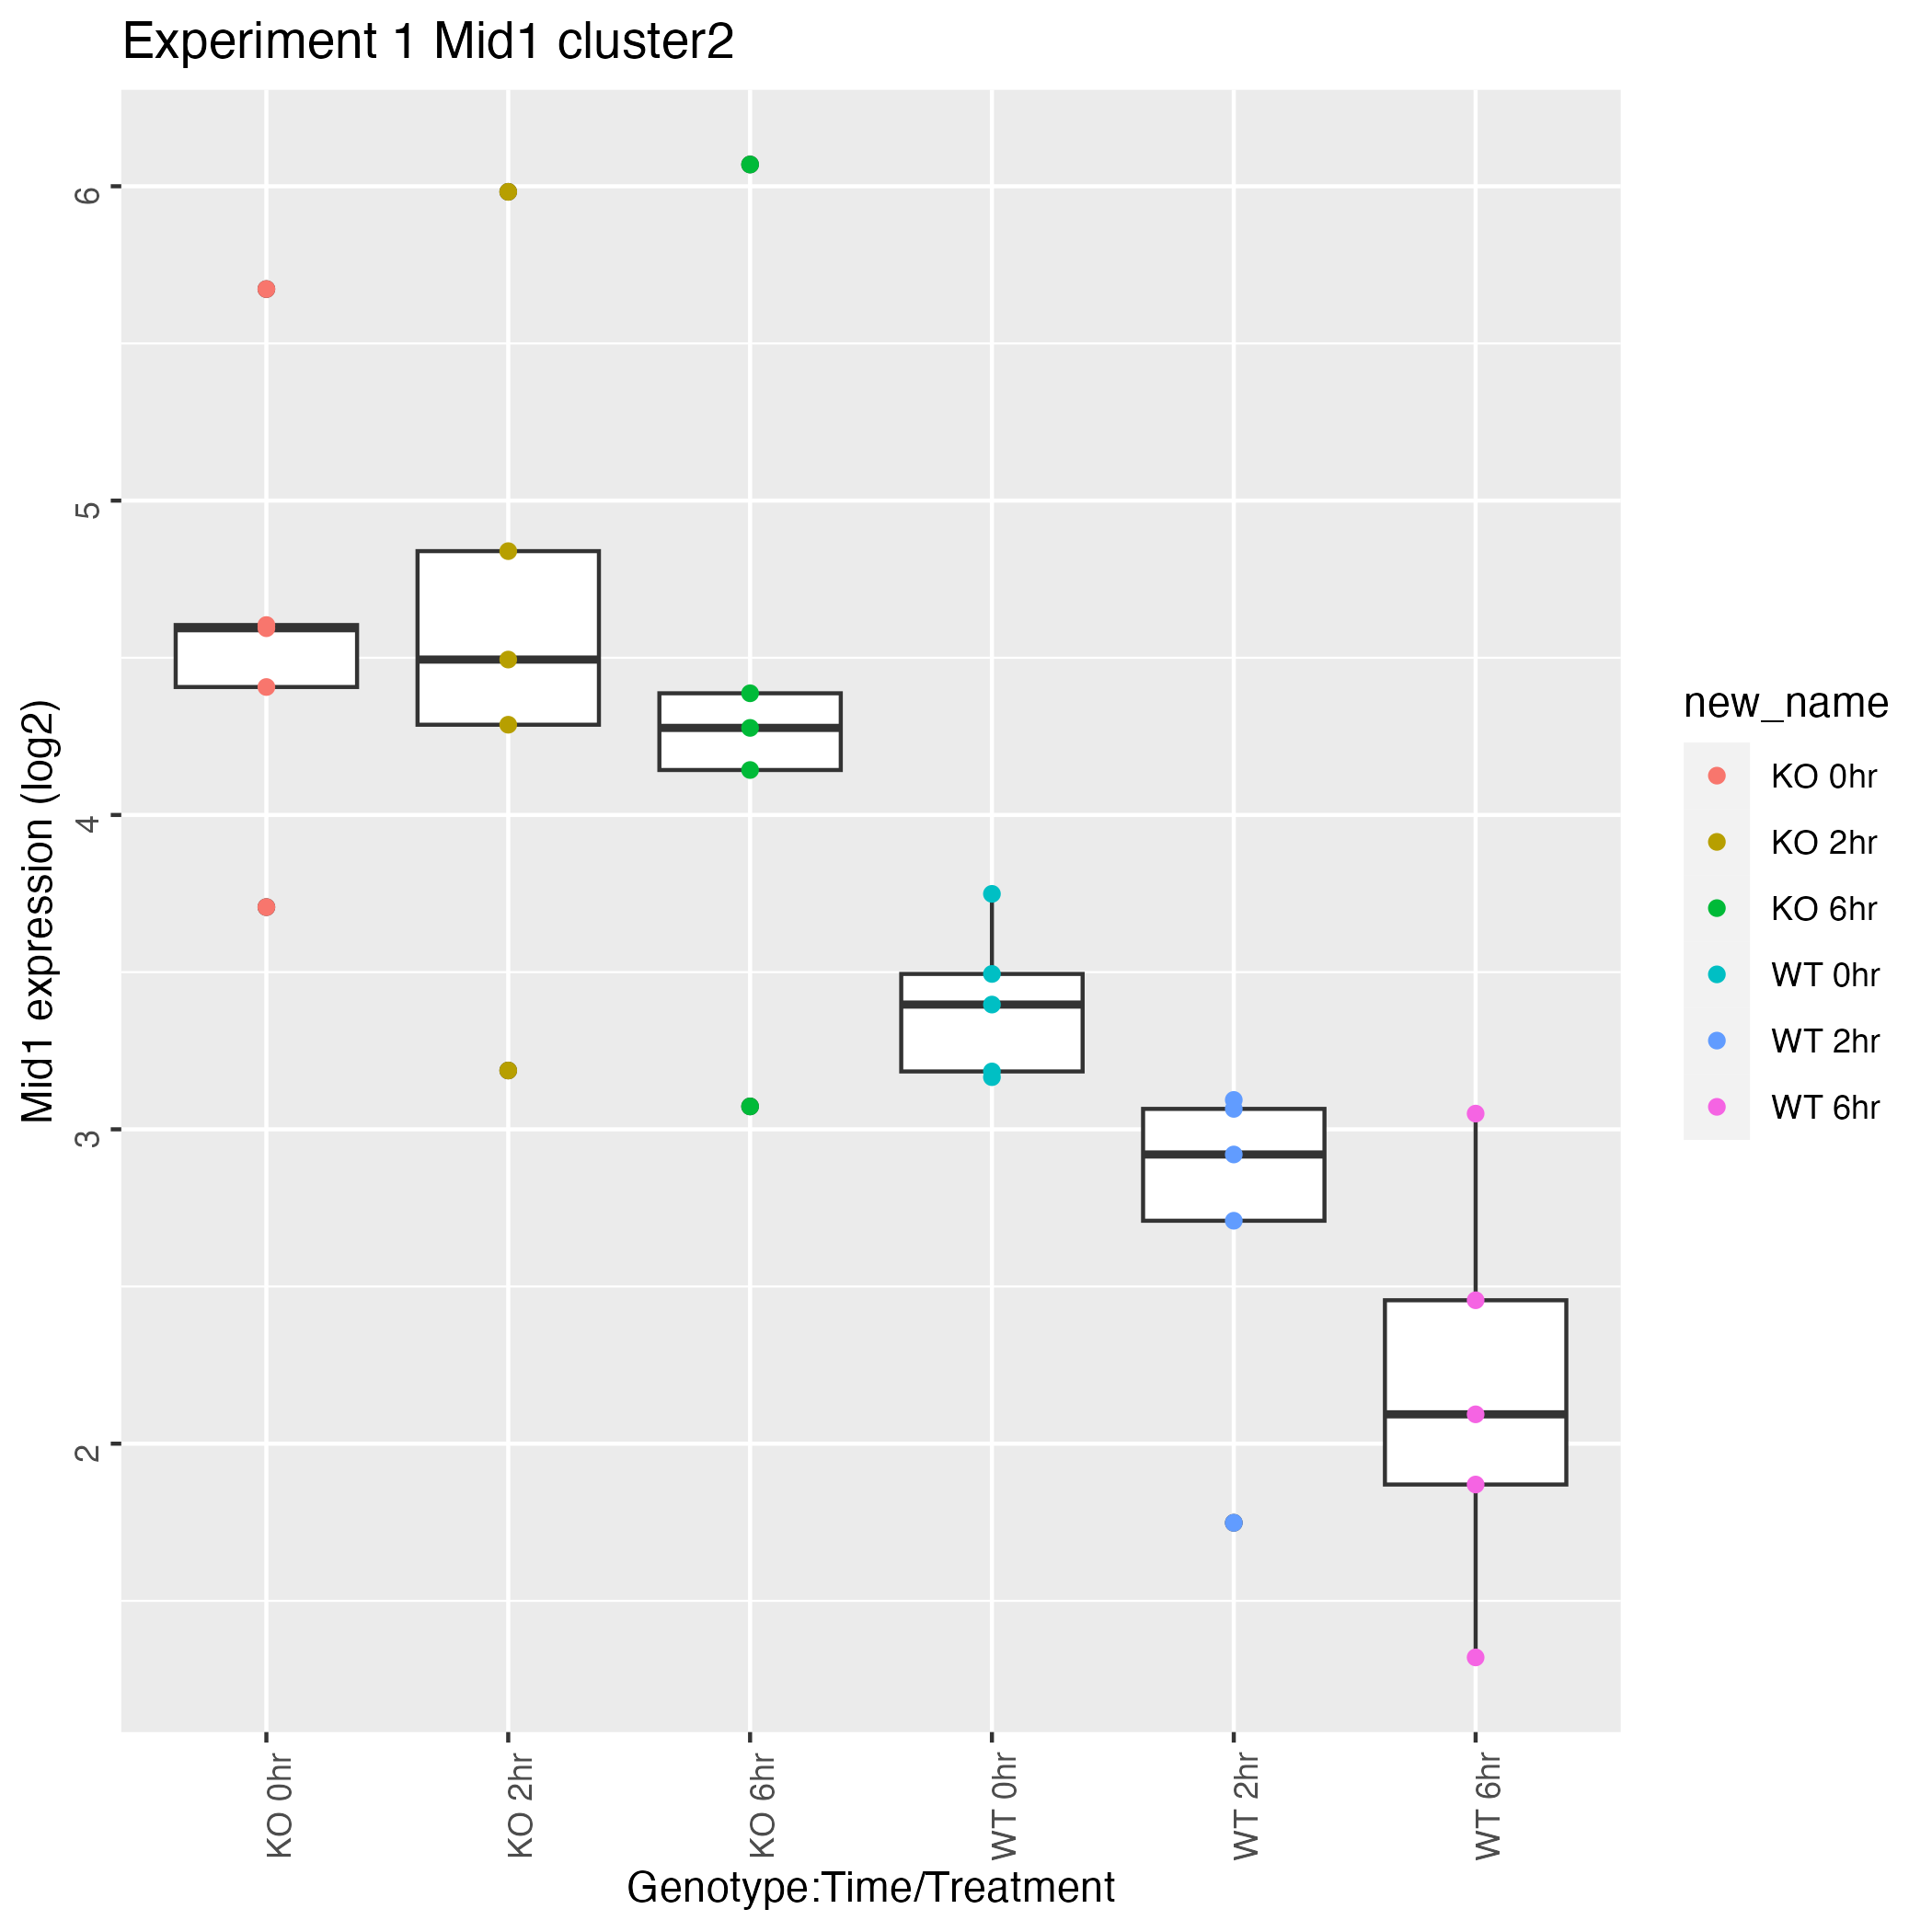 Experiment 1 Mid1 cluster2
Mid1 expression (log2)
6
5
4
3
2
KO 0hr
KO 2hr
KO 6hr
WT 0hr
WT 2hr
WT 6hr
Genotype:Time/Treatment
new_name
KO 0hr
KO 2hr
KO 6hr
WT 0hr
WT 2hr
WT 6hr